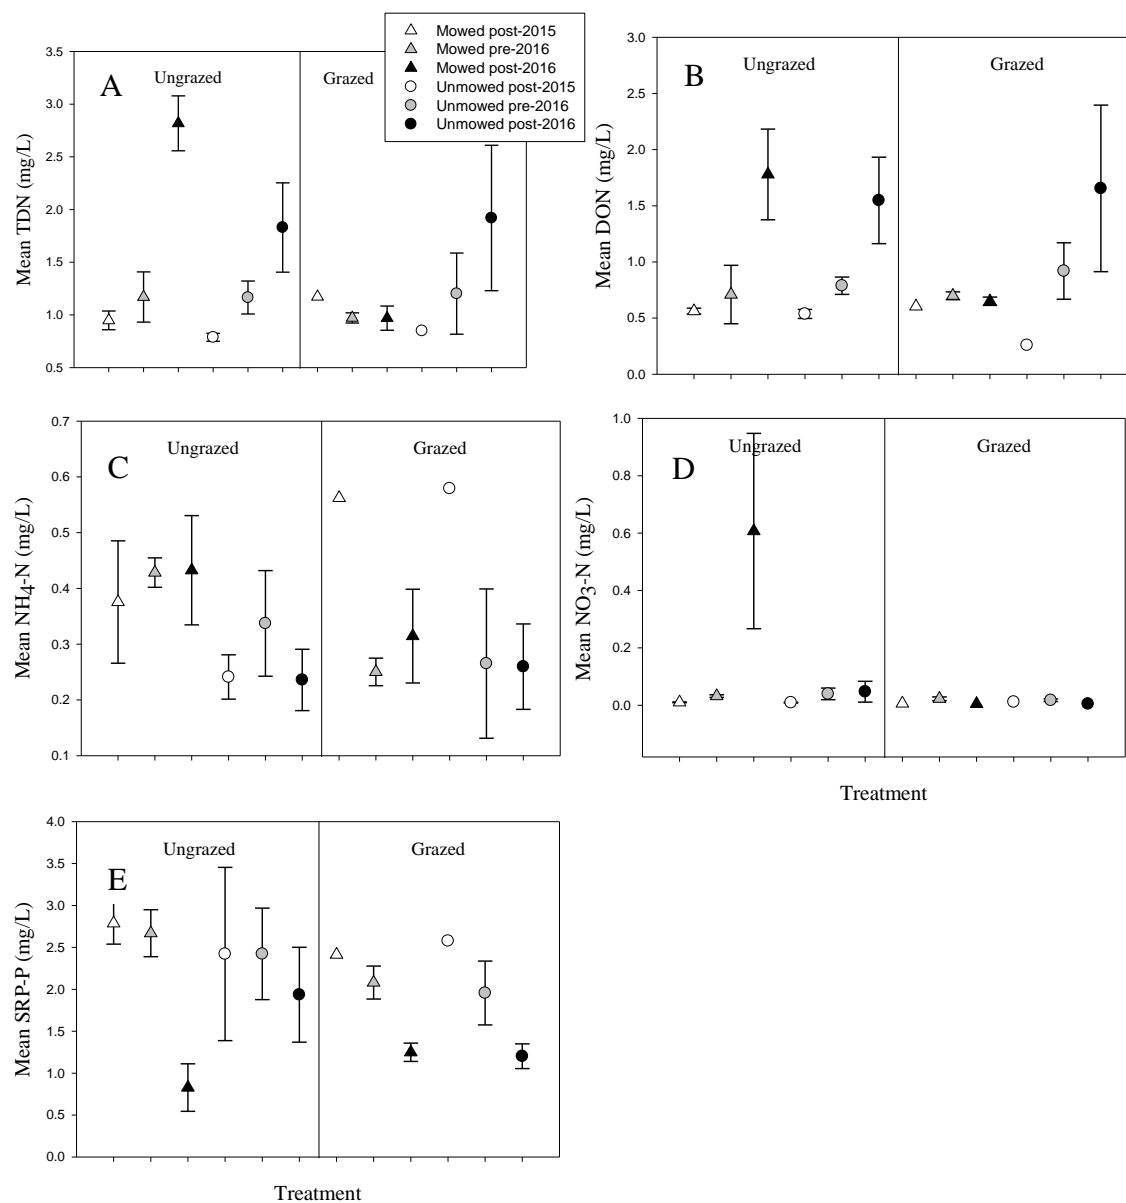 Mowed post-2015
Mowed pre-2016
Mowed post-2016
Unmowed post-2015
Unmowed pre-2016
Unmowed post-2016
A
Ungrazed
Grazed
Mean TDN (mg/L)
3.5
3.0
2.5
2.0
1.5
1.0
0.5
B
Ungrazed
Grazed
Mean DON (mg/L)
3.0
2.5
2.0
1.5
1.0
0.5
0.0
C
Ungrazed
Grazed
Mean NH4-N (mg/L)
0.7
0.6
0.5
0.4
0.3
0.2
0.1
D
Ungrazed
Grazed
Mean NO3-N (mg/L)
1.0
0.8
0.6
0.4
0.2
0.0
Treatment
E
Ungrazed
Grazed
Mean SRP-P (mg/L)
4.0
3.5
3.0
2.5
2.0
1.5
1.0
0.5
0.0
Treatment